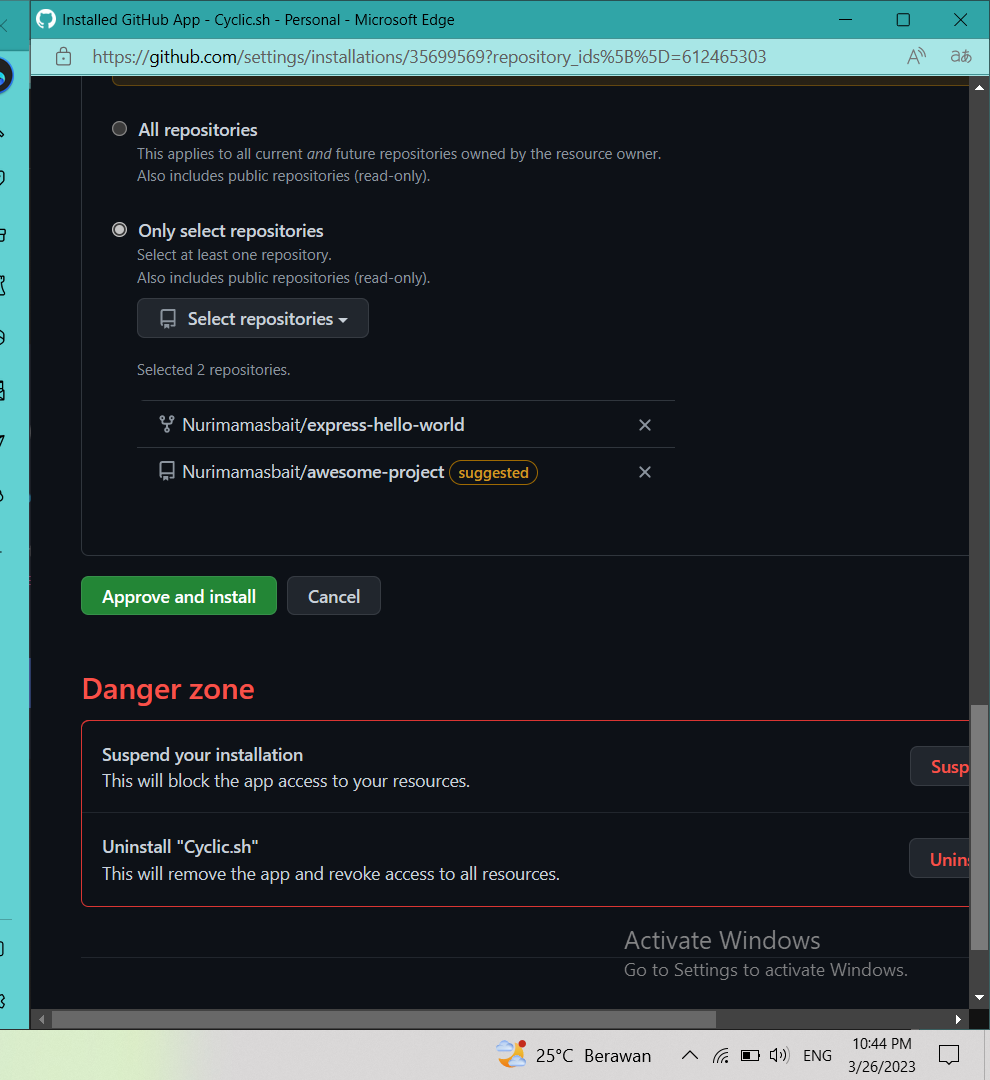 Installed GitHub App - Cyclic.sh - Personal - Microsoft Edge
https://github.com/settings/installations/35699569?repository_ids%5B%5D=612465303
All repositories
This applies to all current and future repositories owned by the resource owner.
Also includes public repositories (read-only).
Only select repositories
Select at least one repository.
Also includes public repositories (read-only).
Select repositories
Selected 2 repositories.
Nurimamasbait/express-hello-world
Nurimamasbait/awesome-project suggested
Approve and install Cancel
Danger zone
Suspend your installation
This will block the app access to your resources.
Susp
Uninstall "Cyclic.sh"
This will remove the app and revoke access to all resources.
Unins
Activate Windows
Go to Settings to activate Windows.
25°C Berawan
ENG
10:44 PM
3/26/2023